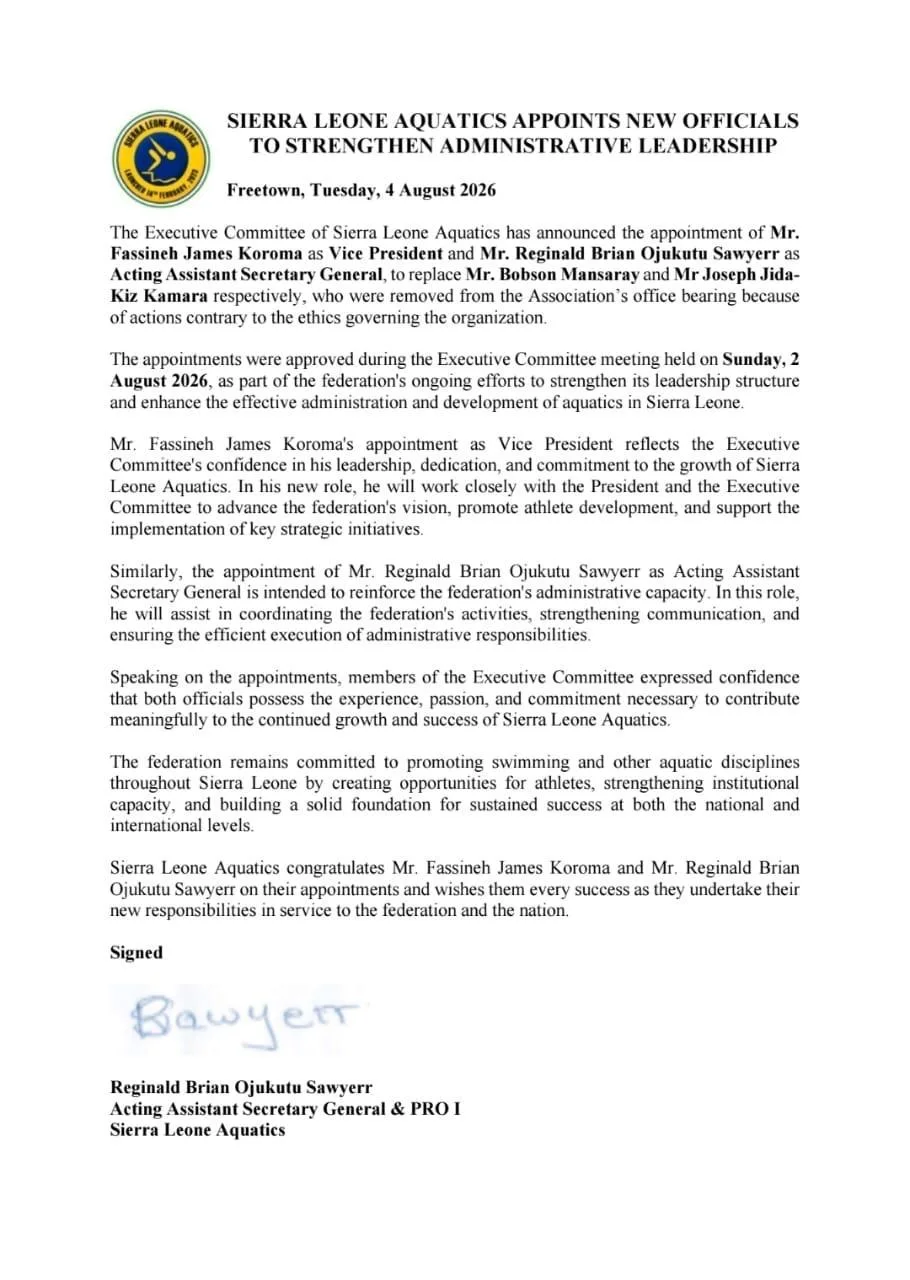 SIERRA LEONE AQUATICS
LAUNCHED 14TH FEBRUARY, 2023
SIERRA LEONE AQUATICS APPOINTS NEW OFFICIALS
TO STRENGTHEN ADMINISTRATIVE LEADERSHIP
Freetown, Tuesday, 4 August 2026
The Executive Committee of Sierra Leone Aquatics has announced the appointment of Mr.
Fassineh James Koroma as Vice President and Mr. Reginald Brian Ojukutu Sawyerr as
Acting Assistant Secretary General, to replace Mr. Bobson Mansaray and Mr Joseph Jida-
Kiz Kamara respectively, who were removed from the Association’s office bearing because
of actions contrary to the ethics governing the organization.
The appointments were approved during the Executive Committee meeting held on Sunday, 2
August 2026, as part of the federation's ongoing efforts to strengthen its leadership structure
and enhance the effective administration and development of aquatics in Sierra Leone.
Mr. Fassineh James Koroma's appointment as Vice President reflects the Executive
Committee's confidence in his leadership, dedication, and commitment to the growth of Sierra
Leone Aquatics. In his new role, he will work closely with the President and the Executive
Committee to advance the federation's vision, promote athlete development, and support the
implementation of key strategic initiatives.
Similarly, the appointment of Mr. Reginald Brian Ojukutu Sawyerr as Acting Assistant
Secretary General is intended to reinforce the federation's administrative capacity. In this role,
he will assist in coordinating the federation's activities, strengthening communication, and
ensuring the efficient execution of administrative responsibilities.
Speaking on the appointments, members of the Executive Committee expressed confidence
that both officials possess the experience, passion, and commitment necessary to contribute
meaningfully to the continued growth and success of Sierra Leone Aquatics.
The federation remains committed to promoting swimming and other aquatic disciplines
throughout Sierra Leone by creating opportunities for athletes, strengthening institutional
capacity, and building a solid foundation for sustained success at both the national and
international levels.
Sierra Leone Aquatics congratulates Mr. Fassineh James Koroma and Mr. Reginald Brian
Ojukutu Sawyerr on their appointments and wishes them every success as they undertake their
new responsibilities in service to the federation and the nation.
Signed
Bawyerr
Reginald Brian Ojukutu Sawyerr
Acting Assistant Secretary General & PRO I
Sierra Leone Aquatics